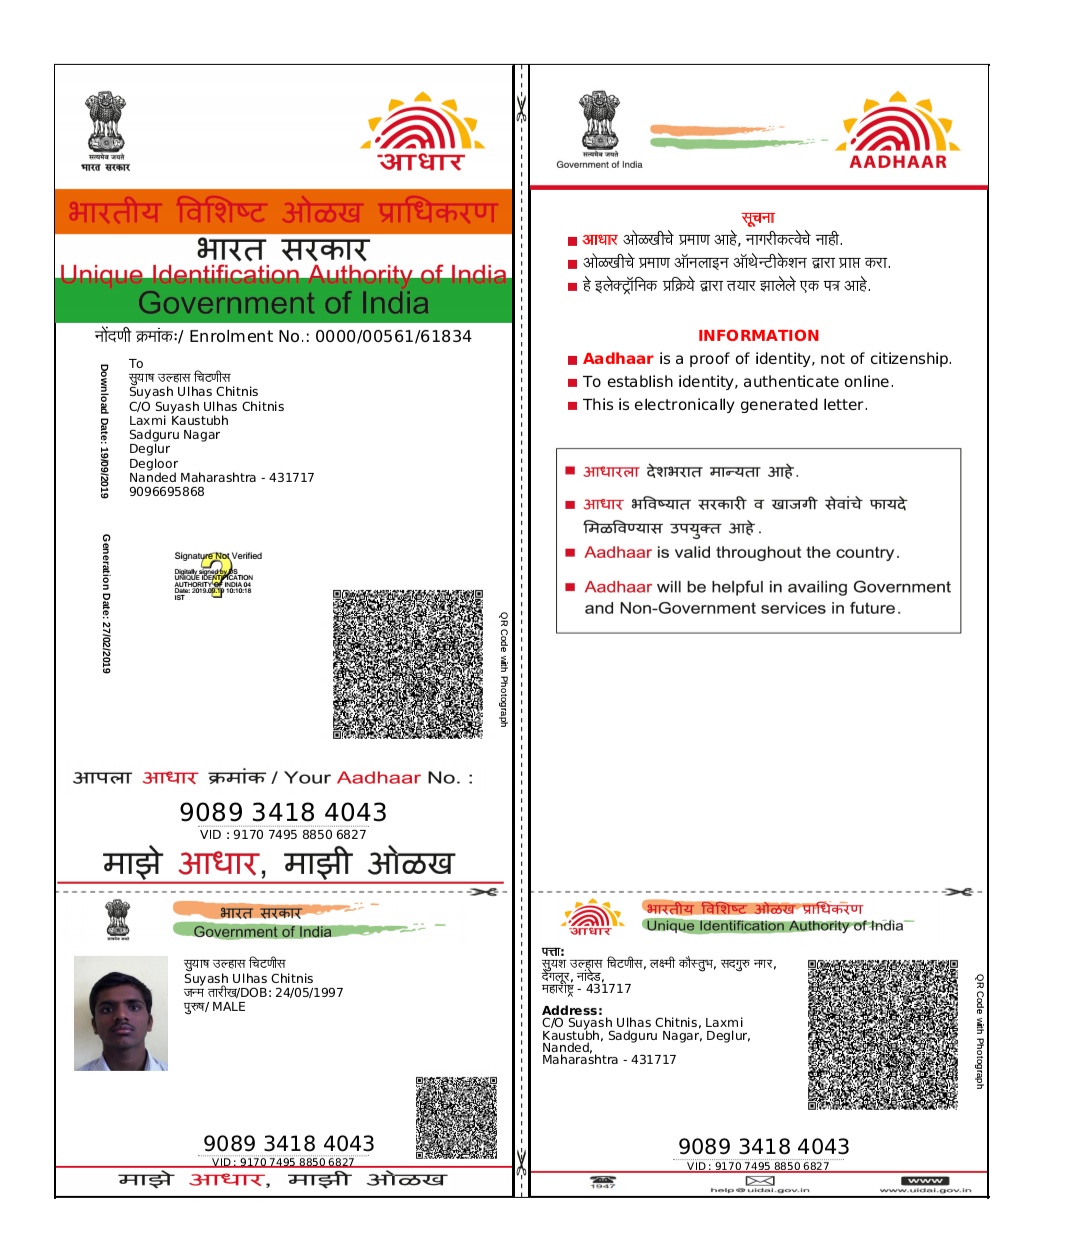 सत्यमेव जयते
भारत सरकार
आधार
भारतीय विशिष्ट ओळख प्राधिकरण
भारत सरकार
Unique Identification Authority of India
Government of India
नोंदणी क्रमांकः/ Enrolment No.: 0000/00561/61834
Download Date: 19/09/2019
Generation Date: 27/02/2019
To
सुयाष उल्हास चिटणीस
Suyash Ulhas Chitnis
C/O Suyash Ulhas Chitnis
Laxmi Kaustubh
Sadguru Nagar
Deglur
Degloor
Nanded Maharashtra - 431717
9096695868
Signature Not Verified
Digitally signed by DS
UNIQUE IDENTIFICATION
AUTHORITY OF INDIA 04
Date: 2019.09.19 10:10:18
IST
QR Code with Photograph
आपला आधार क्रमांक / Your Aadhaar No. :
9089 3418 4043
VID : 9170 7495 8850 6827
माझे आधार, माझी ओळख
सत्यमेव जयते
Government of India
AADHAAR
सूचना
आधार ओळखीचे प्रमाण आहे, नागरीकत्वेचे नाही.
ओळखीचे प्रमाण ऑनलाइन ऑथेन्टीकेशन द्वारा प्राप्त करा.
हे इलेक्ट्रॉनिक प्रक्रिये द्वारा तयार झालेले एक पत्र आहे.
INFORMATION
Aadhaar is a proof of identity, not of citizenship.
To establish identity, authenticate online.
This is electronically generated letter.
आधारला देशभरात मान्यता आहे.
आधार भविष्यात सरकारी व खाजगी सेवांचे फायदे
मिळविण्यास उपयुक्त आहे.
Aadhaar is valid throughout the country.
Aadhaar will be helpful in availing Government
and Non-Government services in future.
भारत सरकार
Government of India
सुयाष उल्हास चिटणीस
Suyash Ulhas Chitnis
जन्म तारीख/DOB: 24/05/1997
पुरुष/ MALE
9089 3418 4043
VID : 9170 7495 8850 6827
माझे आधार, माझी ओळख
आधार
भारतीय विशिष्ट ओळख प्राधिकरण
Unique Identification Authority of India
पत्ता:
सुयश उल्हास चिटणीस, लक्ष्मी कौस्तुभ, सदगुरु नगर,
देगलूर, नांदेड,
महाराष्ट्र - 431717
Address:
C/O Suyash Ulhas Chitnis, Laxmi
Kaustubh, Sadguru Nagar, Deglur,
Nanded,
Maharashtra - 431717
QR Code with Photograph
9089 3418 4043
VID : 9170 7495 8850 6827
1947
help@uidai.gov.in
www
www.uidai.gov.in